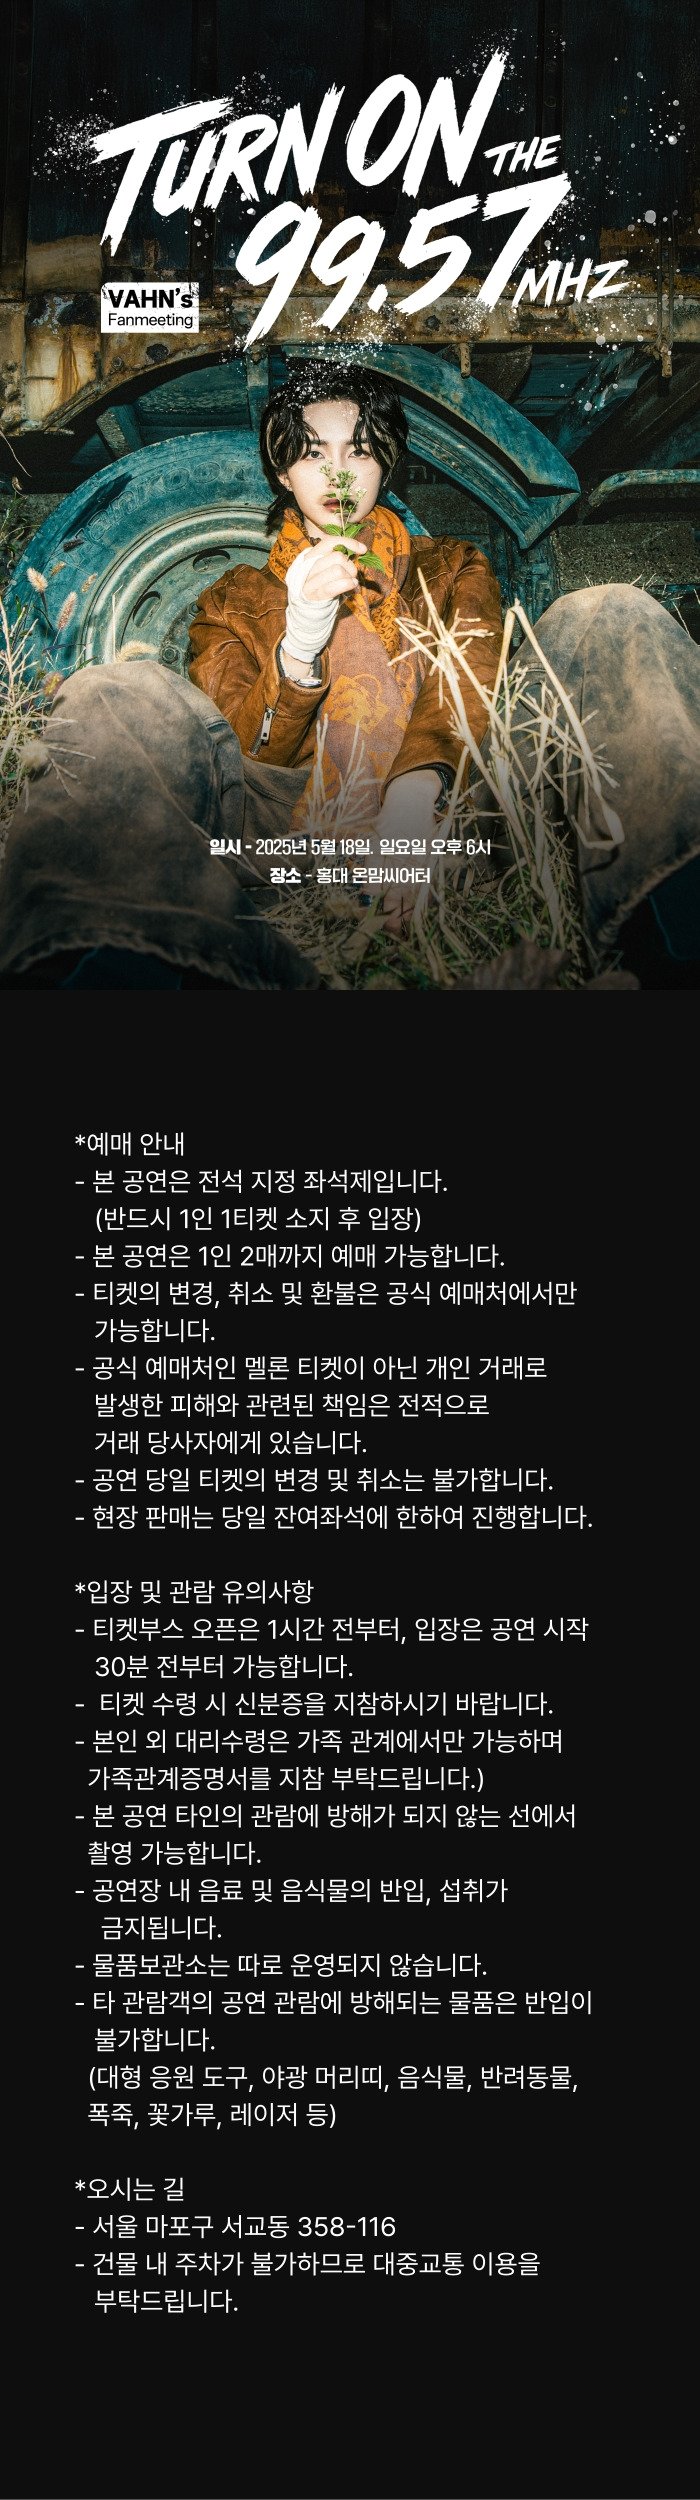 TURN ON THE
99.57 MHZ
VAHN's
Fanmeeting
일시 - 2025년 5월 18일. 일요일 오후 6시
장소 - 홍대 온맘씨어터
*예매 안내
- 본 공연은 전석 지정 좌석제입니다.
(반드시 1인 1티켓 소지 후 입장)
- 본 공연은 1인 2매까지 예매 가능합니다.
- 티켓의 변경, 취소 및 환불은 공식 예매처에서만
가능합니다.
- 공식 예매처인 멜론 티켓이 아닌 개인 거래로
발생한 피해와 관련된 책임은 전적으로
거래 당사자에게 있습니다.
- 공연 당일 티켓의 변경 및 취소는 불가합니다.
- 현장 판매는 당일 잔여좌석에 한하여 진행합니다.
*입장 및 관람 유의사항
- 티켓부스 오픈은 1시간 전부터, 입장은 공연 시작
30분 전부터 가능합니다.
- 티켓 수령 시 신분증을 지참하시기 바랍니다.
- 본인 외 대리수령은 가족 관계에서만 가능하며
가족관계증명서를 지참 부탁드립니다.)
- 본 공연 타인의 관람에 방해가 되지 않는 선에서
촬영 가능합니다.
- 공연장 내 음료 및 음식물의 반입, 섭취가
금지됩니다.
- 물품보관소는 따로 운영되지 않습니다.
- 타 관람객의 공연 관람에 방해되는 물품은 반입이
불가합니다.
(대형 응원 도구, 야광 머리띠, 음식물, 반려동물,
폭죽, 꽃가루, 레이저 등)
*오시는 길
- 서울 마포구 서교동 358-116
- 건물 내 주차가 불가하므로 대중교통 이용을
부탁드립니다.